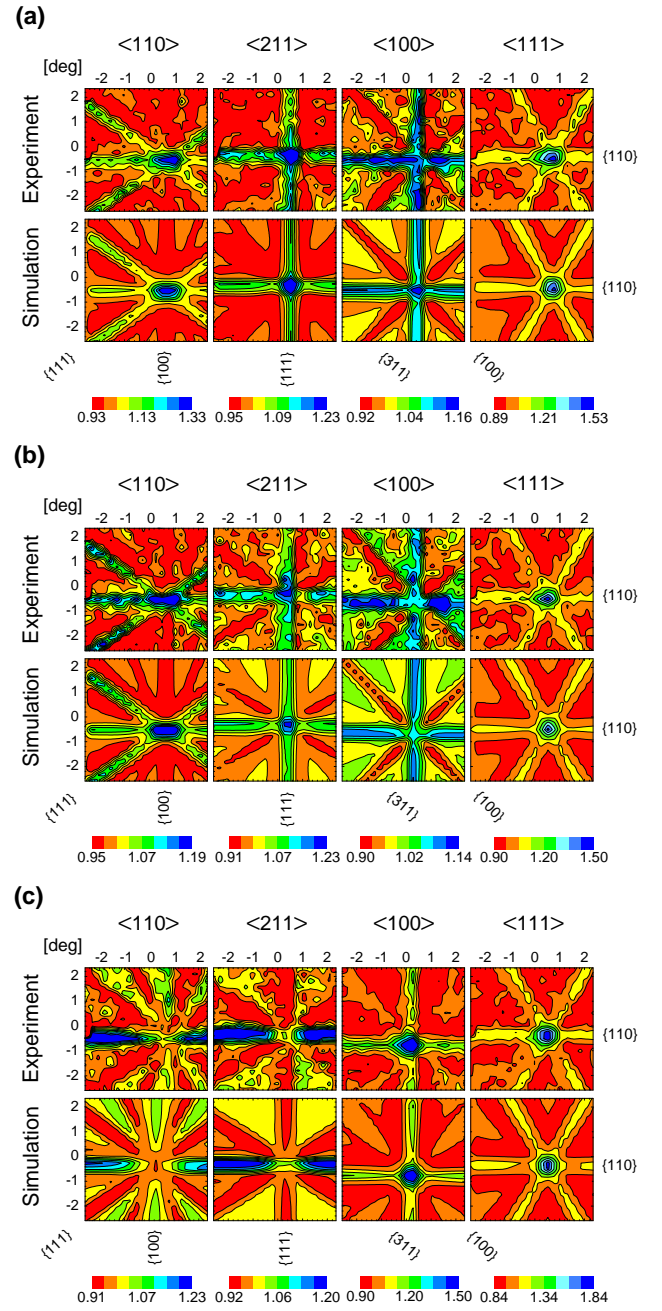 (a)
<110> <211> <100> <111>
[deg] -2 -1 0 1 2 -2 -1 0 1 2 -2 -1 0 1 2 -2 -1 0 1 2
Experiment 2 1 0 -1 -2 {110}
Simulation 2 1 0 -1 -2 {110}
{111} {100} {111} {311} {100}
0.93 1.13 1.33 0.95 1.09 1.23 0.92 1.04 1.16 0.89 1.21 1.53
(b)
<110> <211> <100> <111>
[deg] -2 -1 0 1 2 -2 -1 0 1 2 -2 -1 0 1 2 -2 -1 0 1 2
Experiment 2 1 0 -1 -2 {110}
Simulation 2 1 0 -1 -2 {110}
{111} {100} {111} {311} {100}
0.95 1.07 1.19 0.91 1.06 1.23 0.90 1.02 1.14 0.90 1.20 1.50
(c)
<110> <211> <100> <111>
[deg] -2 -1 0 1 2 -2 -1 0 1 2 -2 -1 0 1 2 -2 -1 0 1 2
Experiment 2 1 0 -1 -2 {110}
Simulation 2 1 0 -1 -2 {110}
{111} {100} {111} {311} {100}
0.91 1.07 1.23 0.92 1.06 1.20 0.90 1.20 1.50 0.84 1.34 1.84